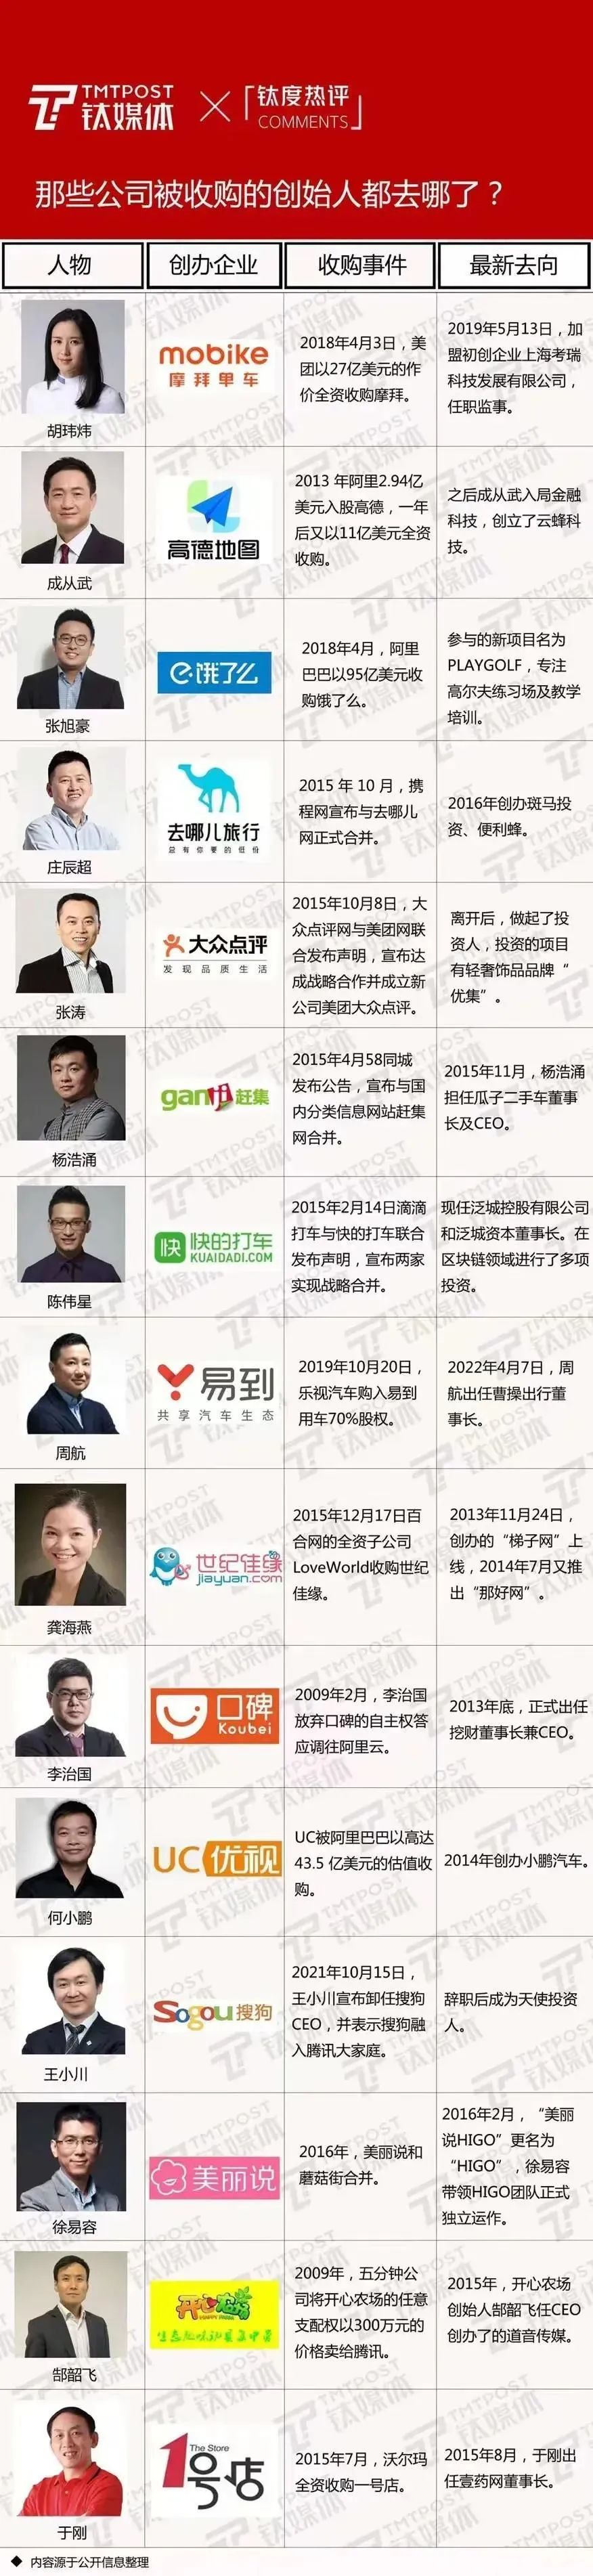 TMTPOST
钛媒体
「钛度热评
COMMENTS」
那些公司被收购的创始人都去哪了？
人物
创办企业
收购事件
最新去向
胡玮炜
mobike
摩拜单车
2018年4月3日，美
团以27亿美元的作
价全资收购摩拜。
2019年5月13日，加
盟初创企业上海考瑞
科技发展有限公司，
任职监事。
成从武
高德地图
2013 年阿里2.94亿
美元入股高德，一年
后又以11亿美元全资
收购。
之后成从武入局金融
科技，创立了云蜂科
技。
张旭豪
饿了么
2018年4月，阿里
巴巴以95亿美元收
购饿了么。
参与的新项目名为
PLAYGOLF，专注
高尔夫练习场及教学
培训。
庄辰超
去哪儿旅行
总有你要的低价
2015 年 10 月，携
程网宣布与去哪儿
网正式合并。
2016年创办斑马投
资、便利蜂。
张涛
大众点评
发现品质生活
2015年10月8日，大
众点评网与美团网联
合发布声明，宣布达
成战略合作并成立新
公司美团大众点评。
离开后，做起了投
资人，投资的项目
有轻奢饰品品牌“
优集”。
杨浩涌
ganji 赶集
2015年4月58同城
发布公告，宣布与国
内分类信息网站赶集
网合并。
2015年11月，杨浩涌
担任瓜子二手车董事
长及CEO。
陈伟星
快 快的打车
KUAIDADI.COM
2015年2月14日滴滴
打车与快的打车联合
发布声明，宣布两家
实现战略合并。
现任泛城控股有限公司
和泛城资本董事长。在
区块链领域进行了多项
投资。
周航
易到
共享汽车生态
2019年10月20日，
乐视汽车购入易到
用车70%股权。
2022年4月7日，周
航出任曹操出行董
事长。
龚海燕
世纪佳缘
jiayuan.com
2015年12月17日百
合网的全资子公司
LoveWorld收购世纪
佳缘。
2013年11月24日，
创办的“梯子网”上
线，2014年7月又推
出“那好网”。
李治国
口碑
Koubei
2009年2月，李治国
放弃口碑的自主权答
应调往阿里云。
2013年底，正式出任
挖财董事长兼CEO。
何小鹏
UC优视
UC被阿里巴巴以高达
43.5 亿美元的估值收
购。
2014年创办小鹏汽车。
王小川
Sogou搜狗
2021年10月15日，
王小川宣布卸任搜狗
CEO，并表示搜狗融
入腾讯大家庭。
辞职后成为天使投资
人。
徐易容
美丽说
2016年，美丽说和
蘑菇街合并。
2016年2月，“美丽
说HIGO”更名为
“HIGO”，徐易容
带领HIGO团队正式
独立运作。
郜韶飞
开心农场
HAPPY FARM
2009年，五分钟公
司将开心农场的任意
支配权以300万元的
价格卖给腾讯。
2015年，开心农场
创始人郜韶飞任CEO
创办了的道音传媒。
于刚
The Store
1号店
2015年7月，沃尔玛
全资收购一号店。
2015年8月，于刚出
任壹药网董事长。
◆ 内容源于公开信息整理